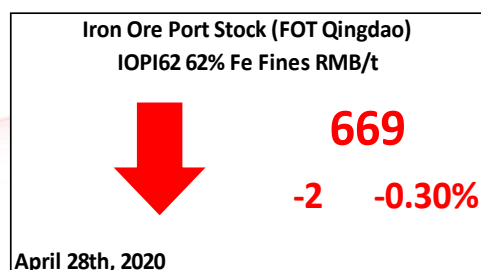 Iron Ore Port Stock (FOT Qingdao)
IOPI62 62% Fe Fines RMB/t
669
-2 -0.30%
April 28th, 2020